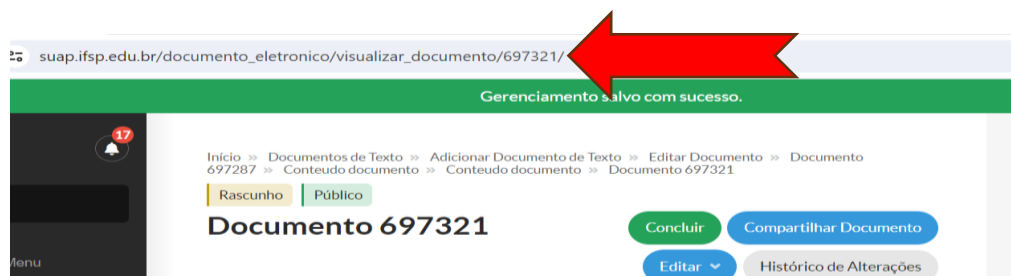 suap.ifsp.edu.br/documento_eletronico/visualizar_documento/697321/
Gerenciamento salvo com sucesso.
17
Início » Documentos de Texto » Adicionar Documento de Texto » Editar Documento » Documento
697287 » Conteudo documento » Conteudo documento » Documento 697321
Rascunho Público
Documento 697321
Concluir Compartilhar Documento
Editar Histórico de Alterações
Menu